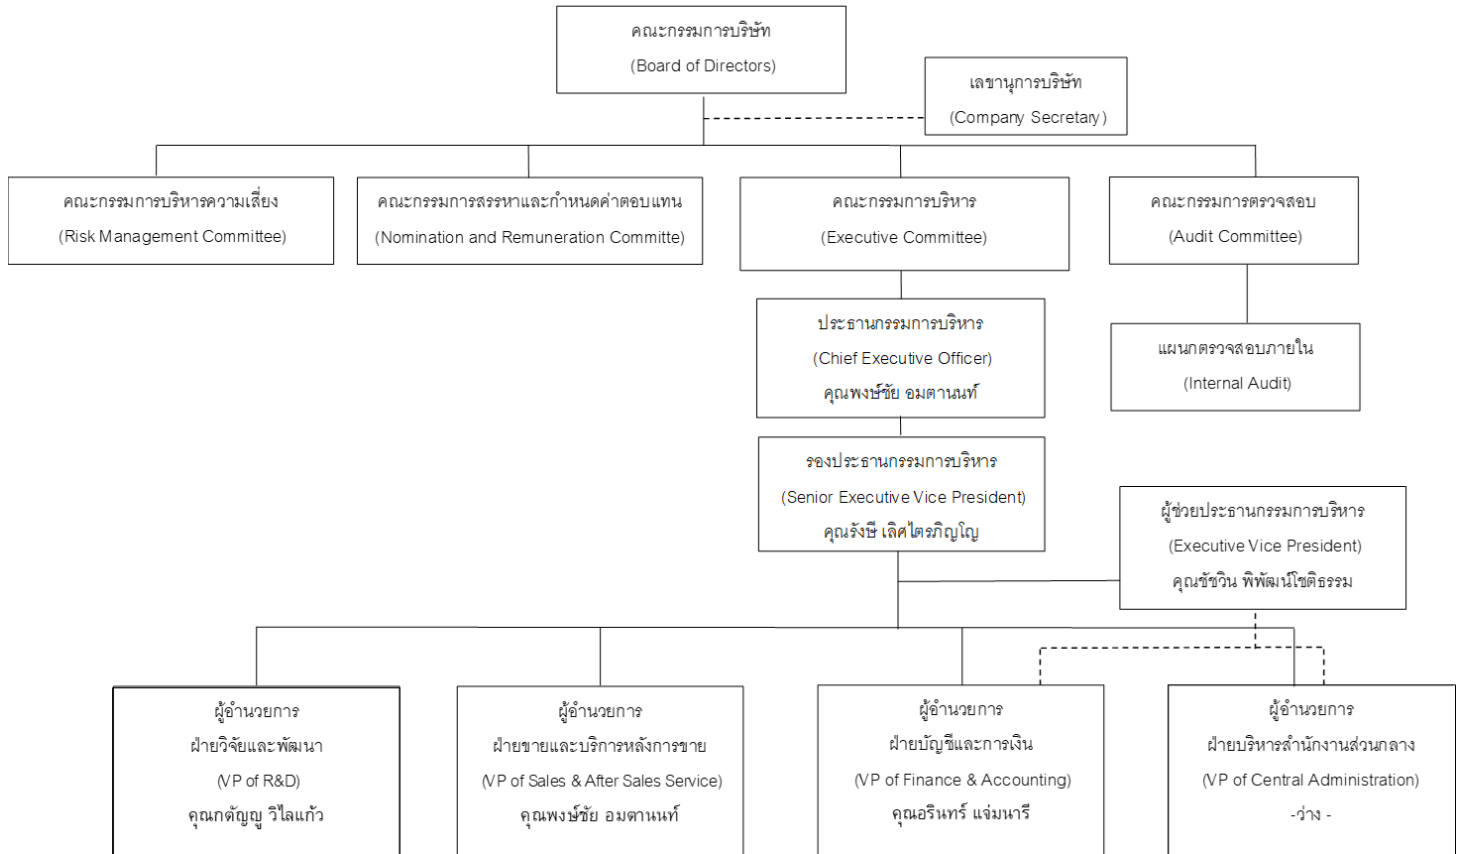 คณะกรรมการบริษัท
(Board of Directors)
เลขานุการบริษัท
(Company Secretary)
คณะกรรมการบริหารความเสี่ยง
(Risk Management Committee)
คณะกรรมการสรรหาและกำหนดค่าตอบแทน
(Nomination and Remuneration Committe)
คณะกรรมการบริหาร
(Executive Committee)
คณะกรรมการตรวจสอบ
(Audit Committee)
ประธานกรรมการบริหาร
(Chief Executive Officer)
คุณพงษ์ชัย อมตานนท์
แผนกตรวจสอบภายใน
(Internal Audit)
รองประธานกรรมการบริหาร
(Senior Executive Vice President)
คุณรังษี เลิศไตรภิญโญ
ผู้ช่วยประธานกรรมการบริหาร
(Executive Vice President)
คุณชัชวิน พิพัฒน์โชติธรรม
ผู้อำนวยการ
ฝ่ายวิจัยและพัฒนา
(VP of R&D)
คุณกตัญญู วิไลแก้ว
ผู้อำนวยการ
ฝ่ายขายและบริการหลังการขาย
(VP of Sales & After Sales Service)
คุณพงษ์ชัย อมตานนท์
ผู้อำนวยการ
ฝ่ายบัญชีและการเงิน
(VP of Finance & Accounting)
คุณอรินทร์ แจ่มนารี
ผู้อำนวยการ
ฝ่ายบริหารสำนักงานส่วนกลาง
(VP of Central Administration)
-ว่าง -